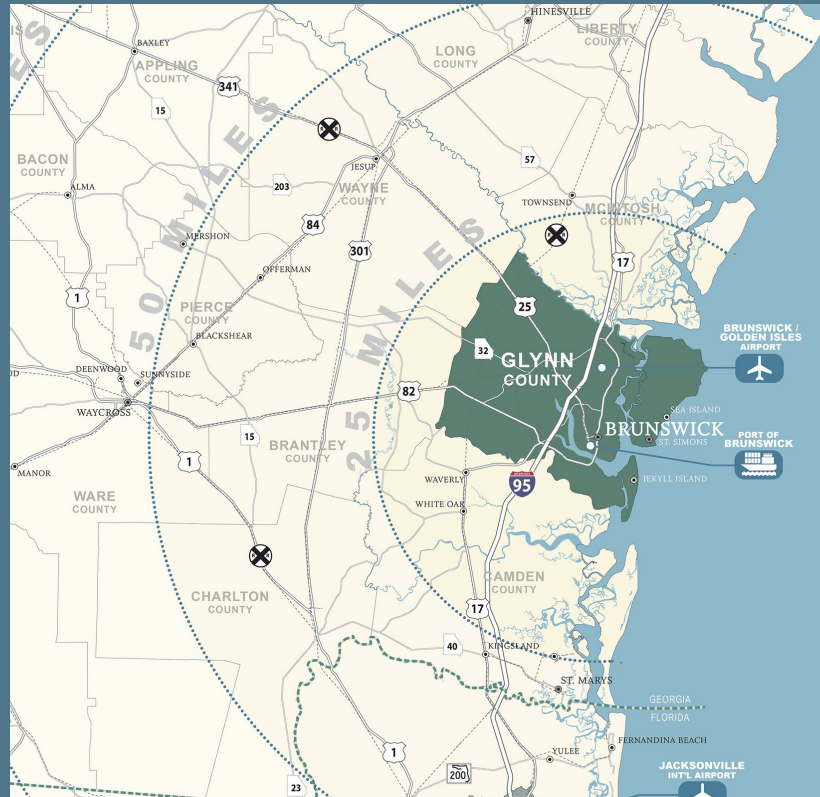 HINESVILLE
LIBERTY
COUNTY
LONG
COUNTY
BAXLEY
APPLING
COUNTY
341
15
50 MILES
57
BACON
COUNTY
ALMA
JESUP
203
WAYNE
COUNTY
TOWNSEND
MCINTOSH
COUNTY
84
MERSHON
301
17
OFFERMAN
25 MILES
1
PIERCE
COUNTY
25
BLACKSHEAR
32
GLYNN
COUNTY
BRUNSWICK /
GOLDEN ISLES
AIRPORT
DEENWOOD
SUNNYSIDE
82
WAYCROSS
SEA ISLAND
BRUNSWICK
ST. SIMONS
PORT OF
BRUNSWICK
15
BRANTLEY
COUNTY
1
MANOR
WAVERLY
95
JEKYLL ISLAND
WARE
COUNTY
WHITE OAK
CAMDEN
COUNTY
CHARLTON
COUNTY
17
40
KINGSLAND
ST. MARYS
GEORGIA
FLORIDA
FERNANDINA BEACH
1
YULEE
200
23
JACKSONVILLE
INT'L AIRPORT